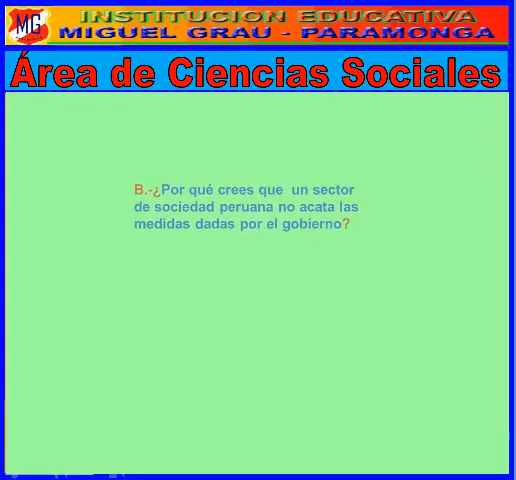 MG
INSTITUCION EDUCATIVA
MIGUEL GRAU - PARAMONGA
Área de Ciencias Sociales
B.-¿Por qué crees que un sector
de sociedad peruana no acata las
medidas dadas por el gobierno?